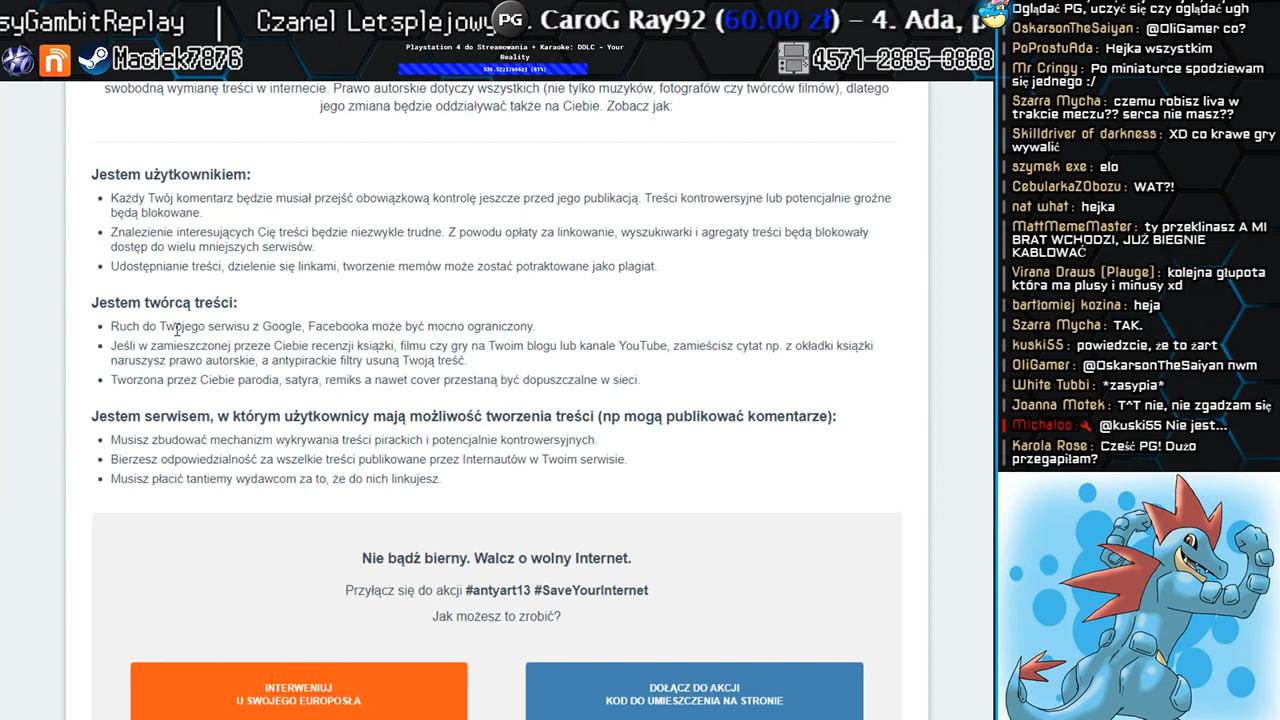 syGambitReplay | Czanel Letsplejowy PG . CaroG Ray92 (60.00 zł) – 4. Ada, p
Maciek7876
Playstation 4 do Streamowania + Karaoke: DDLC - Your
Reality
4571-2835-3838
swobodną wymianę treści w internecie. Prawo autorskie dotyczy wszystkich (nie tylko muzyków, fotografów czy twórców filmów), dlatego
jego zmiana będzie oddziaływać także na Ciebie. Zobacz jak:
Jestem użytkownikiem:
Każdy Twój komentarz będzie musiał przejść obowiązkową kontrolę jeszcze przed jego publikacją. Treści kontrowersyjne lub potencjalnie groźne
będą blokowane.
Znalezienie interesujących Cię treści będzie niezwykle trudne. Z powodu opłaty za linkowanie, wyszukiwarki i agregaty treści będą blokowały
dostęp do wielu mniejszych serwisów.
Udostępnianie treści, dzielenie się linkami, tworzenie memów może zostać potraktowane jako plagiat.
Jestem twórcą treści:
Ruch do Twojego serwisu z Google, Facebooka może być mocno ograniczony.
Jeśli w zamieszczonej przeze Ciebie recenzji książki, filmu czy gry na Twoim blogu lub kanale YouTube, zamieścisz cytat np. z okładki książki
naruszysz prawo autorskie, a antypirackie filtry usuną Twoją treść.
Tworzona przez Ciebie parodia, satyra, remiks a nawet cover przestaną być dopuszczalne w sieci.
Jestem serwisem, w którym użytkownicy mają możliwość tworzenia treści (np mogą publikować komentarze):
Musisz zbudować mechanizm wykrywania treści pirackich i potencjalnie kontrowersyjnych.
Bierzesz odpowiedzialność za wszelkie treści publikowane przez Internautów w Twoim serwisie.
Musisz płacić tantiemy wydawcom za to, że do nich linkujesz.
Nie bądź bierny. Walcz o wolny Internet.
Przyłącz się do akcji #antyart13 #SaveYourInternet
Jak możesz to zrobić?
INTERWENIUJ
U SWOJEGO EUROPOSŁA
DOŁĄCZ DO AKCJI
KOD DO UMIESZCZENIA NA STRONIE
Oglądać PG, uczyć się czy oglądać ugh
OskarsonTheSaiyan: @OliGamer co?
PoProstuAda: Hejka wszystkim
Mr Cringy: Po miniaturce spodziewam
się jednego :/
Szarra Mycha: czemu robisz liva w
trakcie meczu?? serca nie masz??
Skilldriver of darkness: XD co krawe gry
wywalić
szymek exe: elo
CebularkaZObozu: WAT?!
nat what: hejka
MattMemeMaster: ty przeklinasz A MI
BRAT WCHODZI, JUŻ BIEGNIE
KABLOWAĆ
Virana Draws [Plauge]: kolejna głupota
która ma plusy i minusy xd
bartłomiej kozina: heja
Szarra Mycha: TAK.
kuski55: powiedzcie, że to żart
OliGamer: @OskarsonTheSaiyan nwm
White Tubbi: *zasypia*
Joanna Motek: T^T nie, nie zgadzam się
Michaloo: @kuski55 Nie jest...
Karola Rose: Cześć PG! Dużo
przegapiłam?